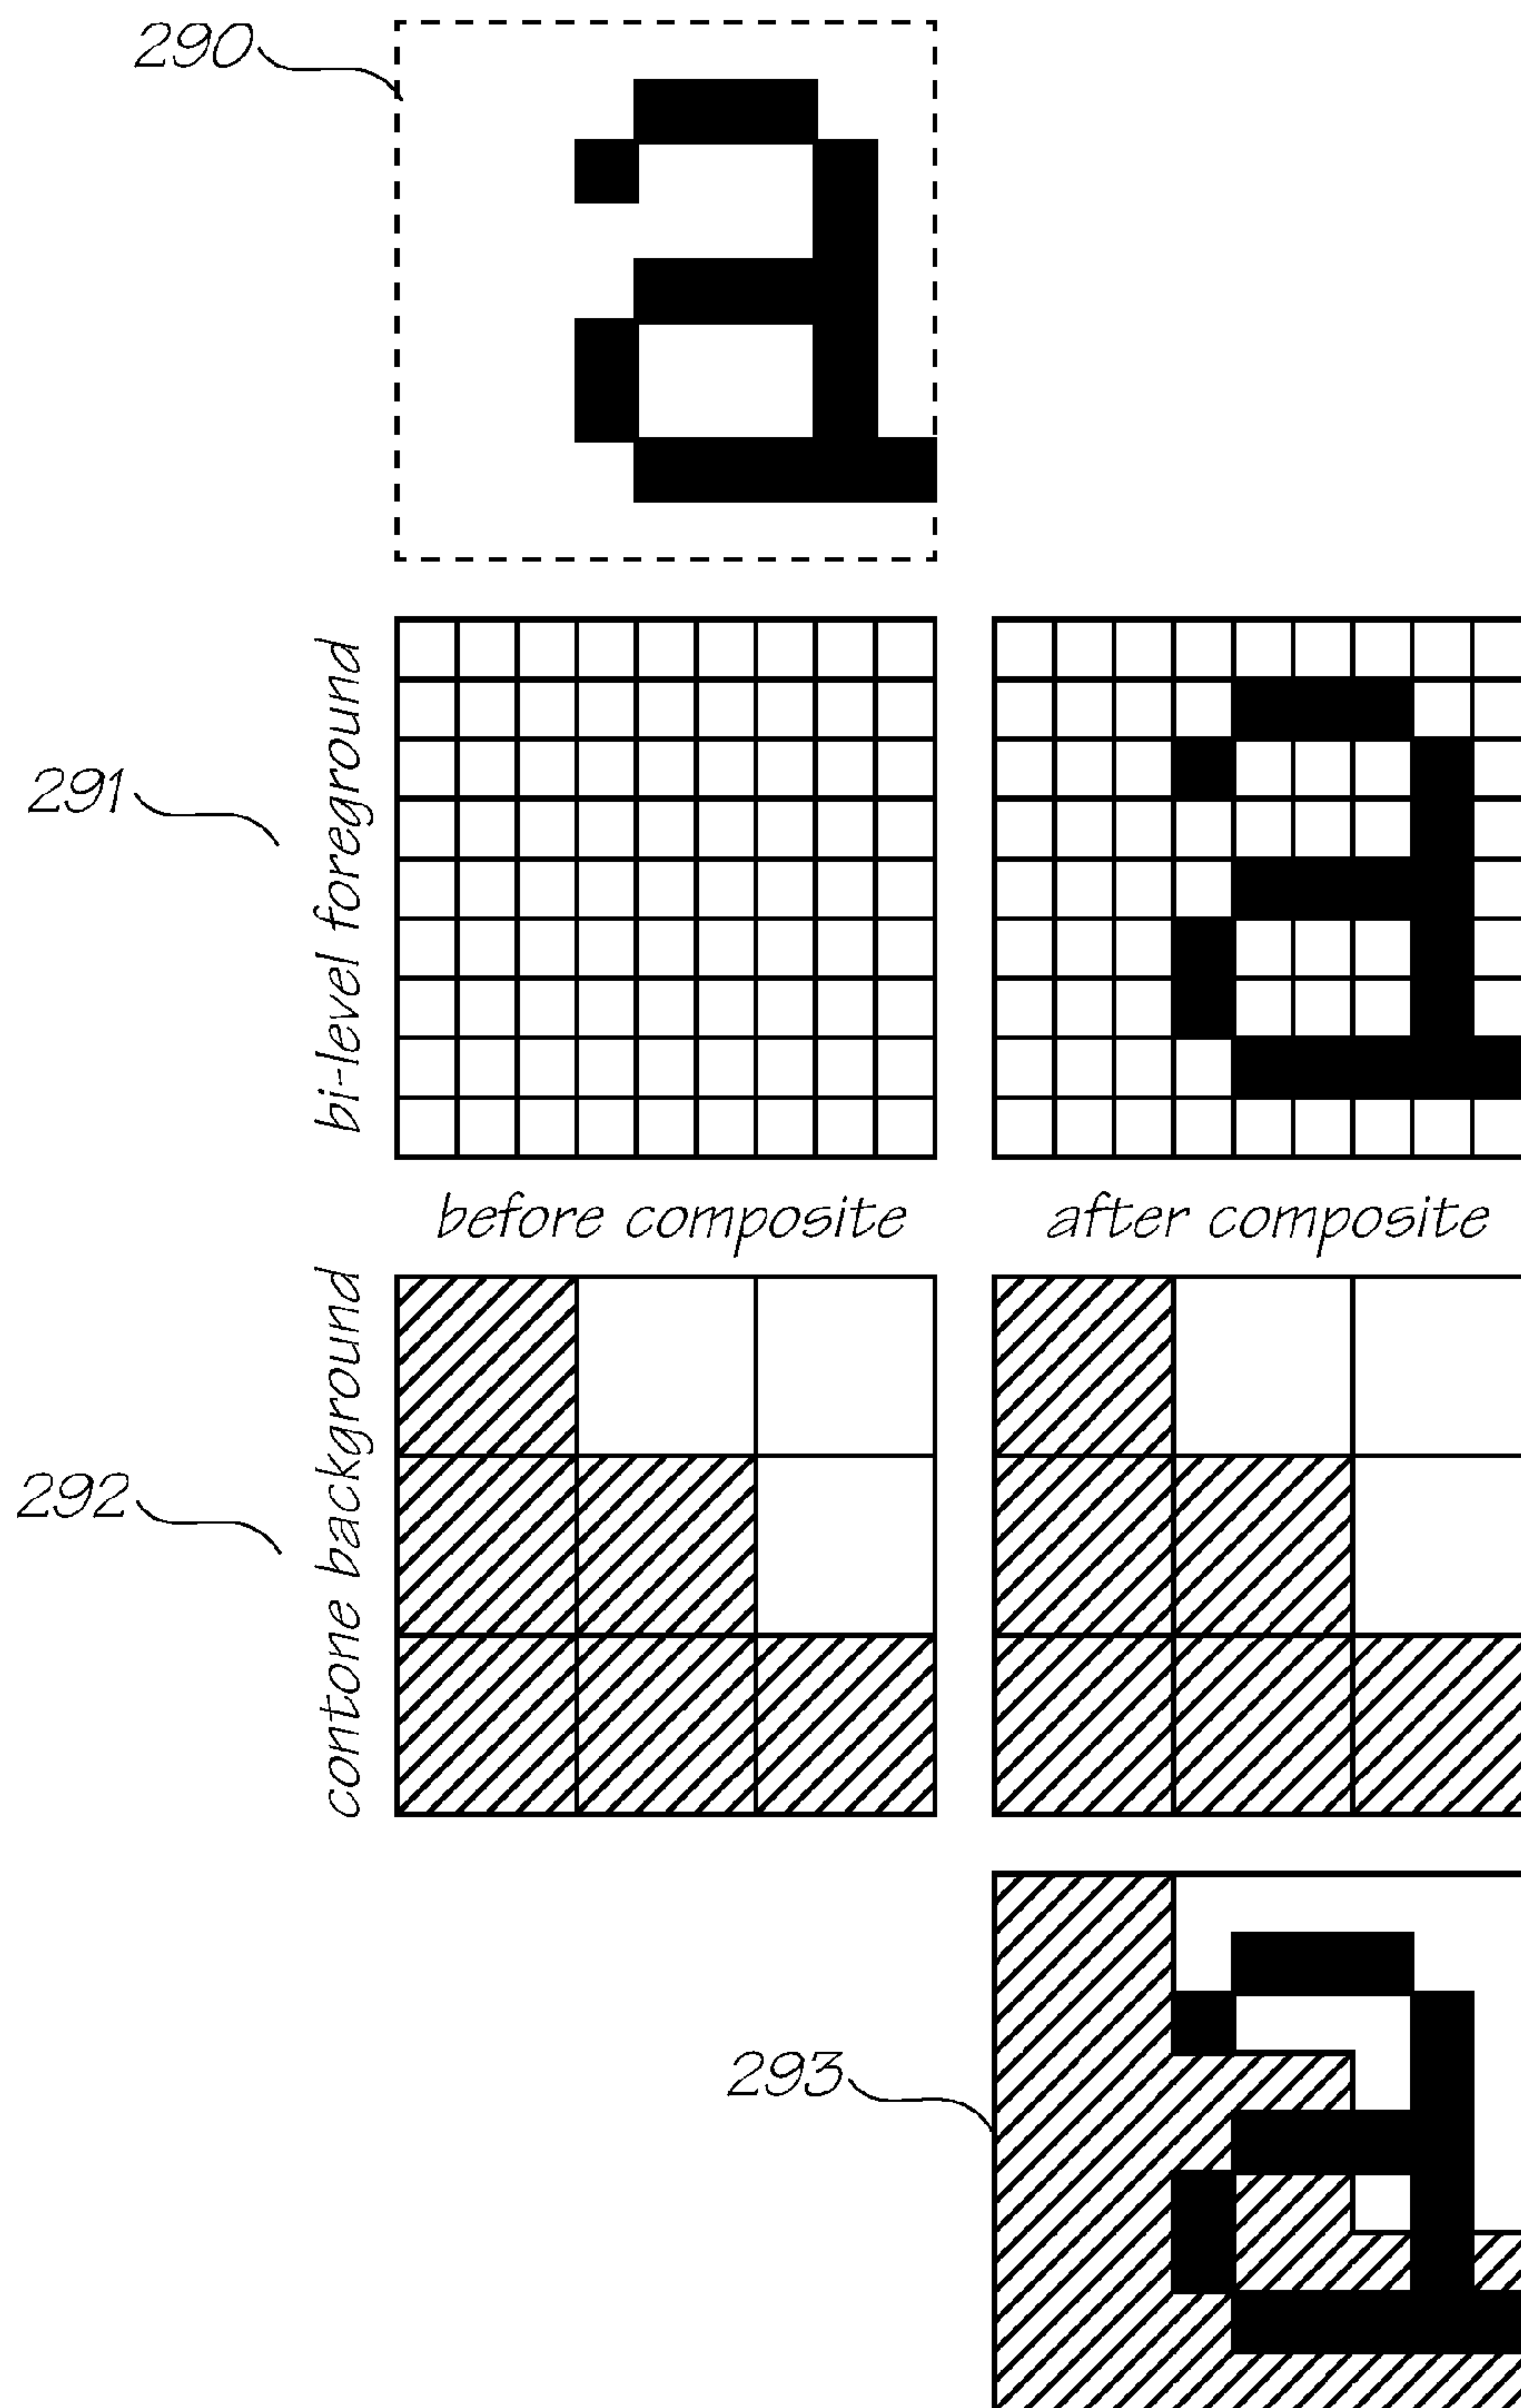 290
a
291
bi-level foreground
a
before composite
after composite
292
contone background
293
a